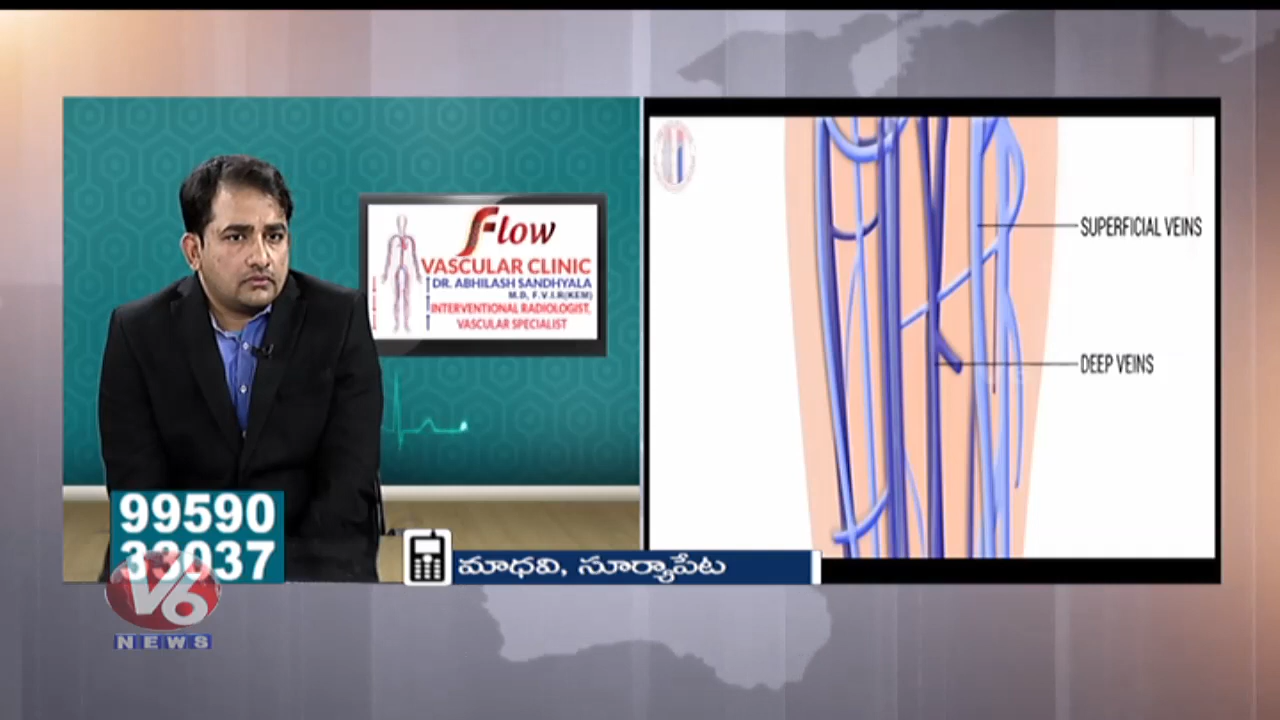 Flow
VASCULAR CLINIC
DR. ABHILASH SANDHYALA
M.D, F.V.I.R(KEM)
INTERVENTIONAL RADIOLOGIST,
VASCULAR SPECIALIST
SUPERFICIAL VEINS
DEEP VEINS
99590
33037
మాధవి, సూర్యాపేట
V6
NEWS